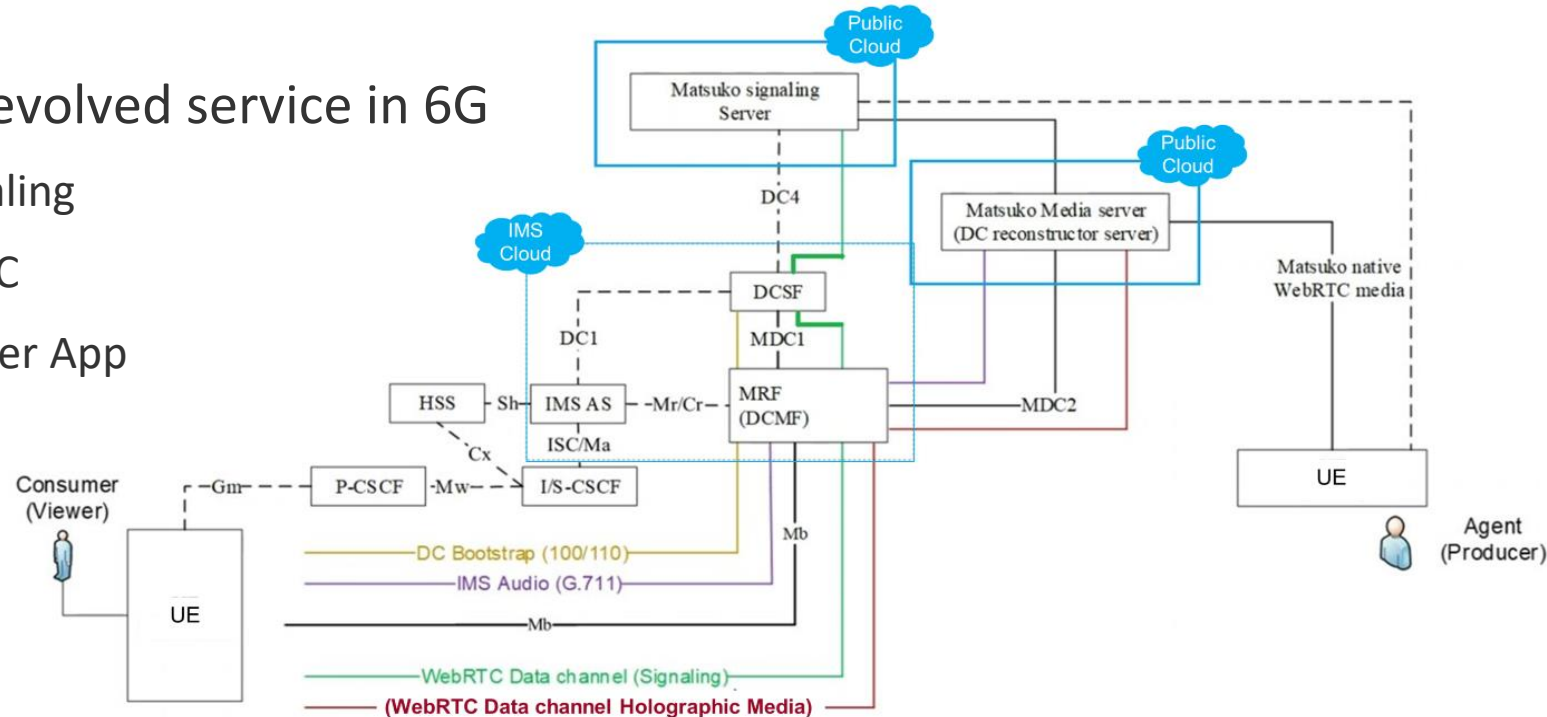 evolved service in 6G
aling
C
er App
Public
Cloud
Matsuko signaling
Server
Public
Cloud
DC4
Matsuko Media server
(DC reconstructor server)
IMS
Cloud
Matsuko native
WebRTC media
DCSF
DC1
MDC1
HSS
Sh
IMS AS
Mr/Cr
MRF
(DCMF)
MDC2
ISC/Ma
Cx
Consumer
(Viewer)
Gm
P-CSCF
Mw
I/S-CSCF
UE
Agent
(Producer)
Mb
DC Bootstrap (100/110)
IMS Audio (G.711)
UE
Mb
WebRTC Data channel (Signaling)
(WebRTC Data channel Holographic Media)